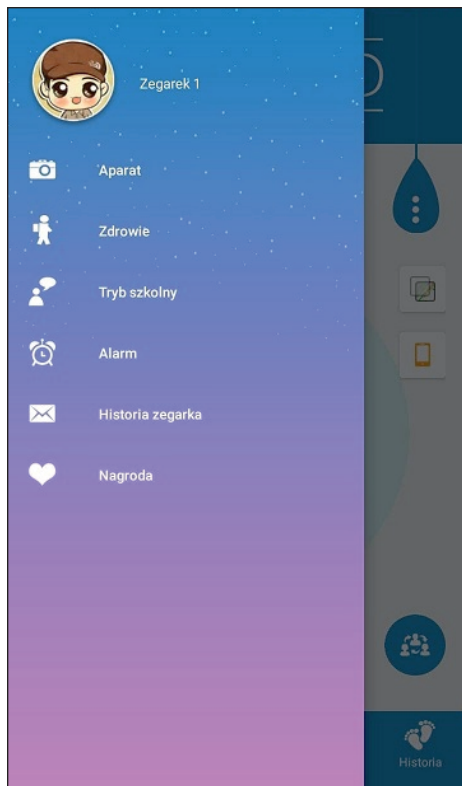 Zegarek 1
Aparat
Zdrowie
Tryb szkolny
Alarm
Historia zegarka
Nagroda
Historia